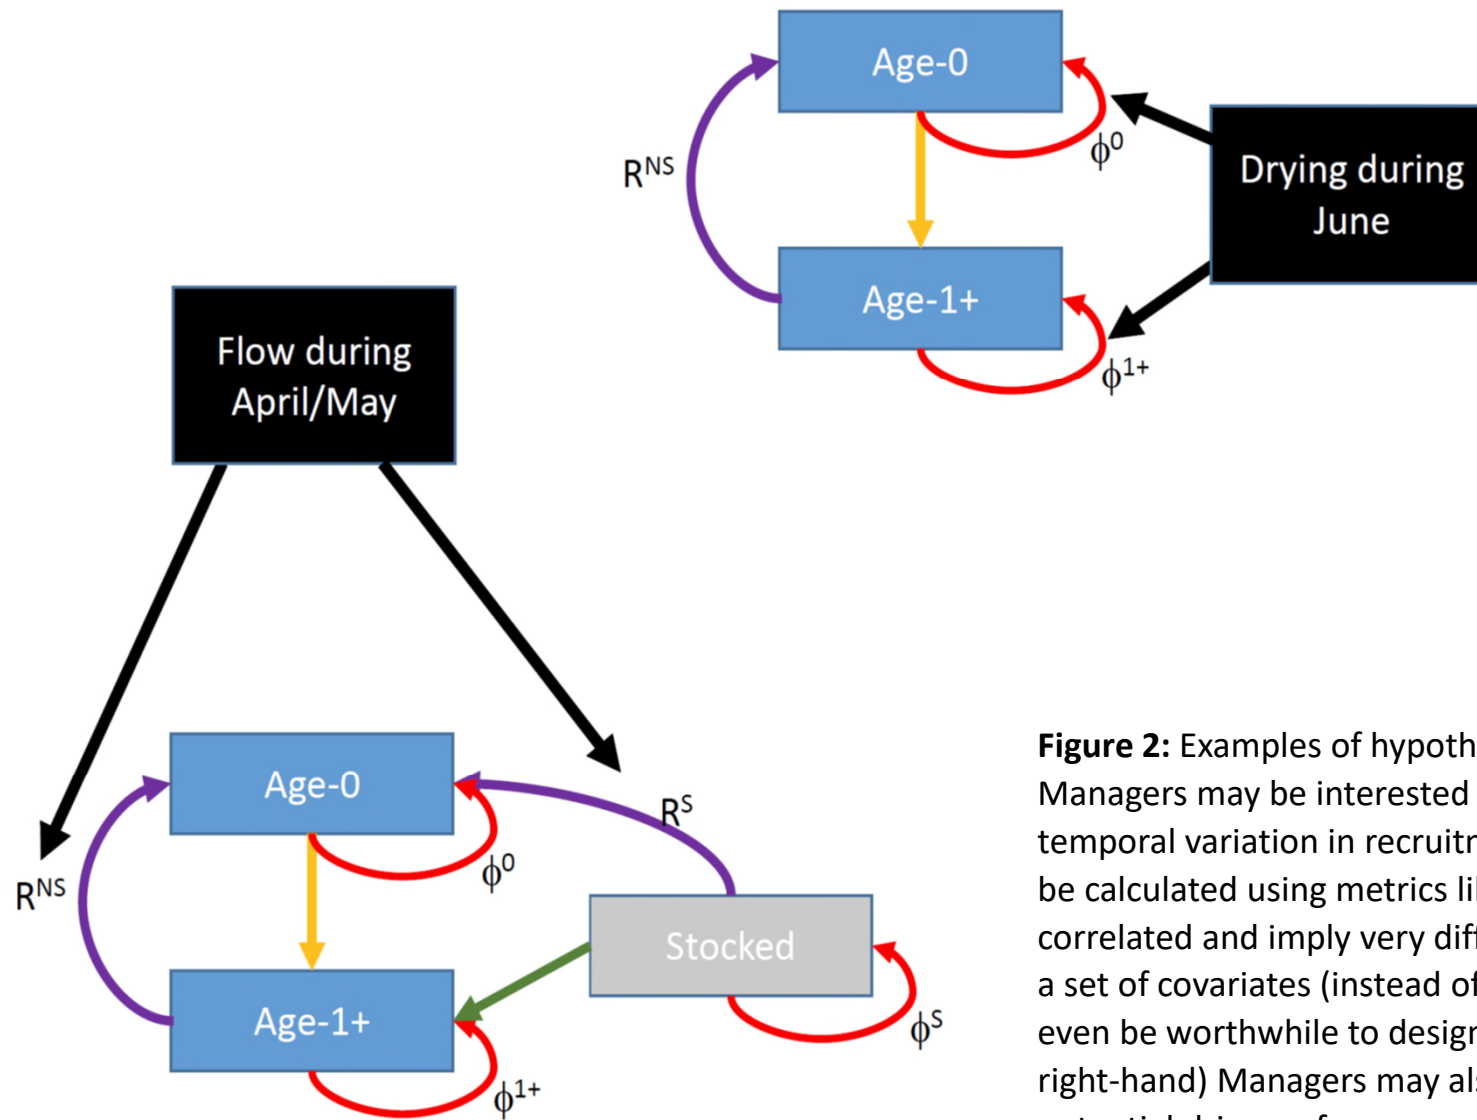 Age-0
R^NS
ϕ^0
Drying during
June
Age-1+
ϕ^1+
Flow during
April/May
Age-0
R^S
ϕ^0
R^NS
Stocked
Age-1+
ϕ^S
ϕ^1+
Figure 2: Examples of hypoth
Managers may be interested
temporal variation in recruitr
be calculated using metrics lil
correlated and imply very diff
a set of covariates (instead of
even be worthwhile to design
right-hand) Managers may als